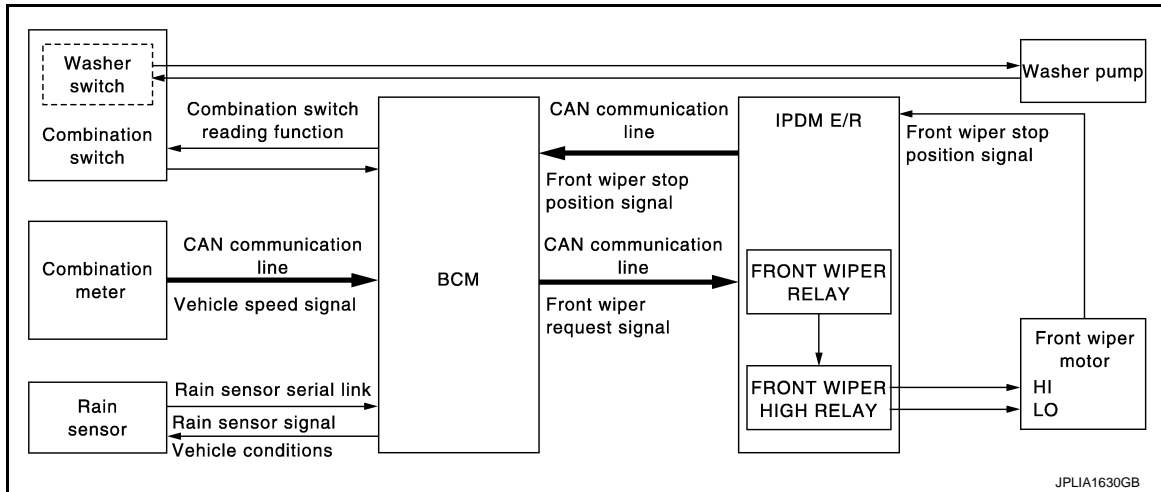 Washer
switch
Combination
switch
Combination switch
reading function
Combination
meter
CAN communication
line
Vehicle speed signal
Rain
sensor
Rain sensor serial link
Rain sensor signal
Vehicle conditions
BCM
CAN communication
line
Front wiper stop
position signal
CAN communication
line
Front wiper
request signal
IPDM E/R
FRONT WIPER
RELAY
FRONT WIPER
HIGH RELAY
Washer pump
Front wiper stop
position signal
Front wiper
motor
HI
LO
JPLIA1630GB